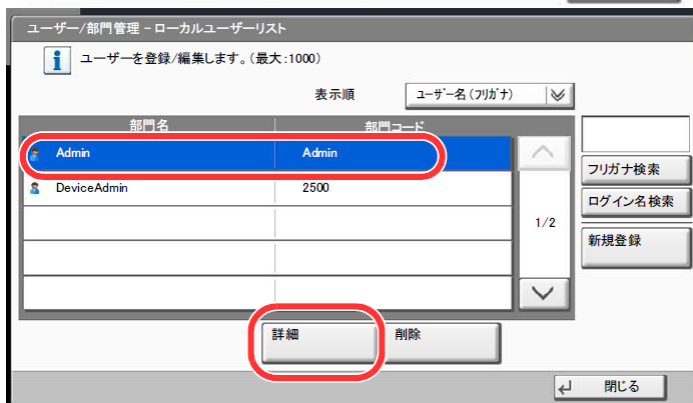 ユーザー/部門管理 - ローカルユーザーリスト
ユーザーを登録/編集します。(最大:1000)
表示順 ユーザー名(フリガナ)
部門名 部門コード
Admin Admin
フリガナ検索
DeviceAdmin 2500
ログイン名検索
1/2
新規登録
詳細 削除
閉じる